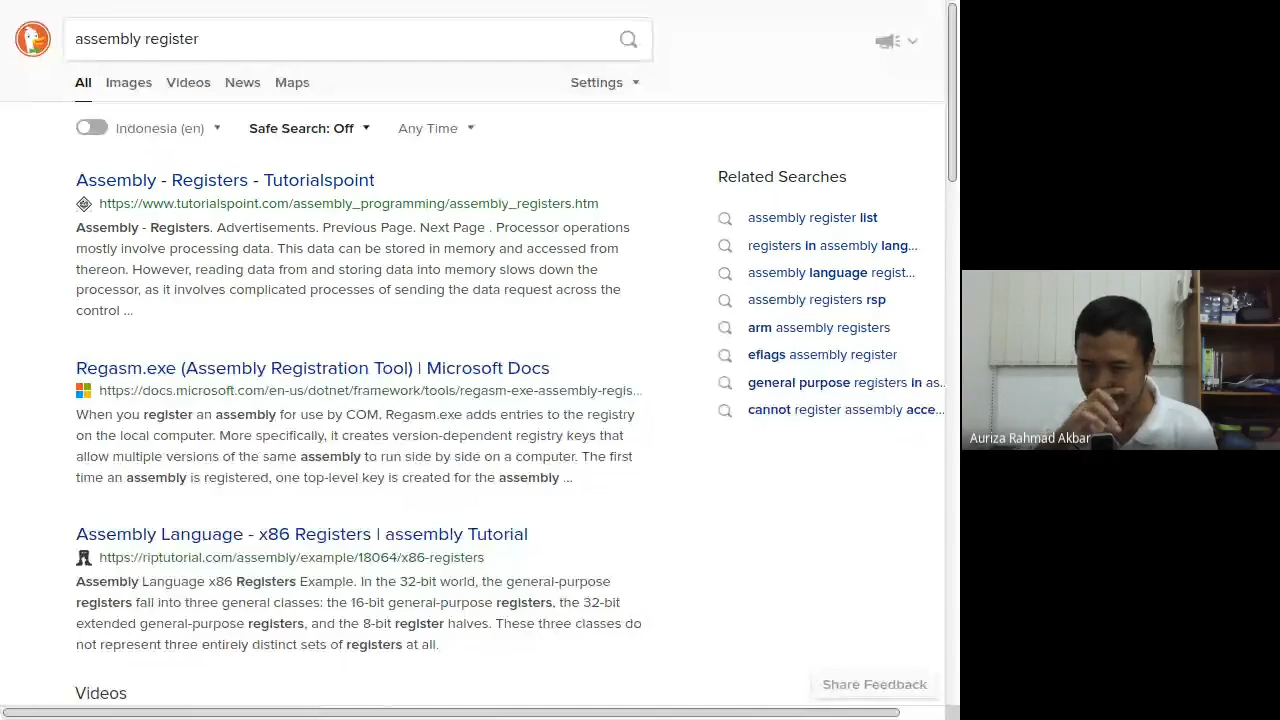 assembly register
All Images Videos News Maps Settings
Indonesia (en) Safe Search: Off Any Time
Assembly - Registers - Tutorialspoint
https://www.tutorialspoint.com/assembly_programming/assembly_registers.htm
Assembly - Registers. Advertisements. Previous Page. Next Page . Processor operations
mostly involve processing data. This data can be stored in memory and accessed from
thereon. However, reading data from and storing data into memory slows down the
processor, as it involves complicated processes of sending the data request across the
control ...
Regasm.exe (Assembly Registration Tool) | Microsoft Docs
https://docs.microsoft.com/en-us/dotnet/framework/tools/regasm-exe-assembly-regis...
When you register an assembly for use by COM. Regasm.exe adds entries to the registry
on the local computer. More specifically, it creates version-dependent registry keys that
allow multiple versions of the same assembly to run side by side on a computer. The first
time an assembly is registered, one top-level key is created for the assembly ...
Assembly Language - x86 Registers | assembly Tutorial
https://riptutorial.com/assembly/example/18064/x86-registers
Assembly Language x86 Registers Example. In the 32-bit world, the general-purpose
registers fall into three general classes: the 16-bit general-purpose registers, the 32-bit
extended general-purpose registers, and the 8-bit register halves. These three classes do
not represent three entirely distinct sets of registers at all.
Videos
Related Searches
assembly register list
registers in assembly lang...
assembly language regist...
assembly registers rsp
arm assembly registers
eflags assembly register
general purpose registers in as...
cannot register assembly acce...
Share Feedback
Auriza Rahmad Akbar